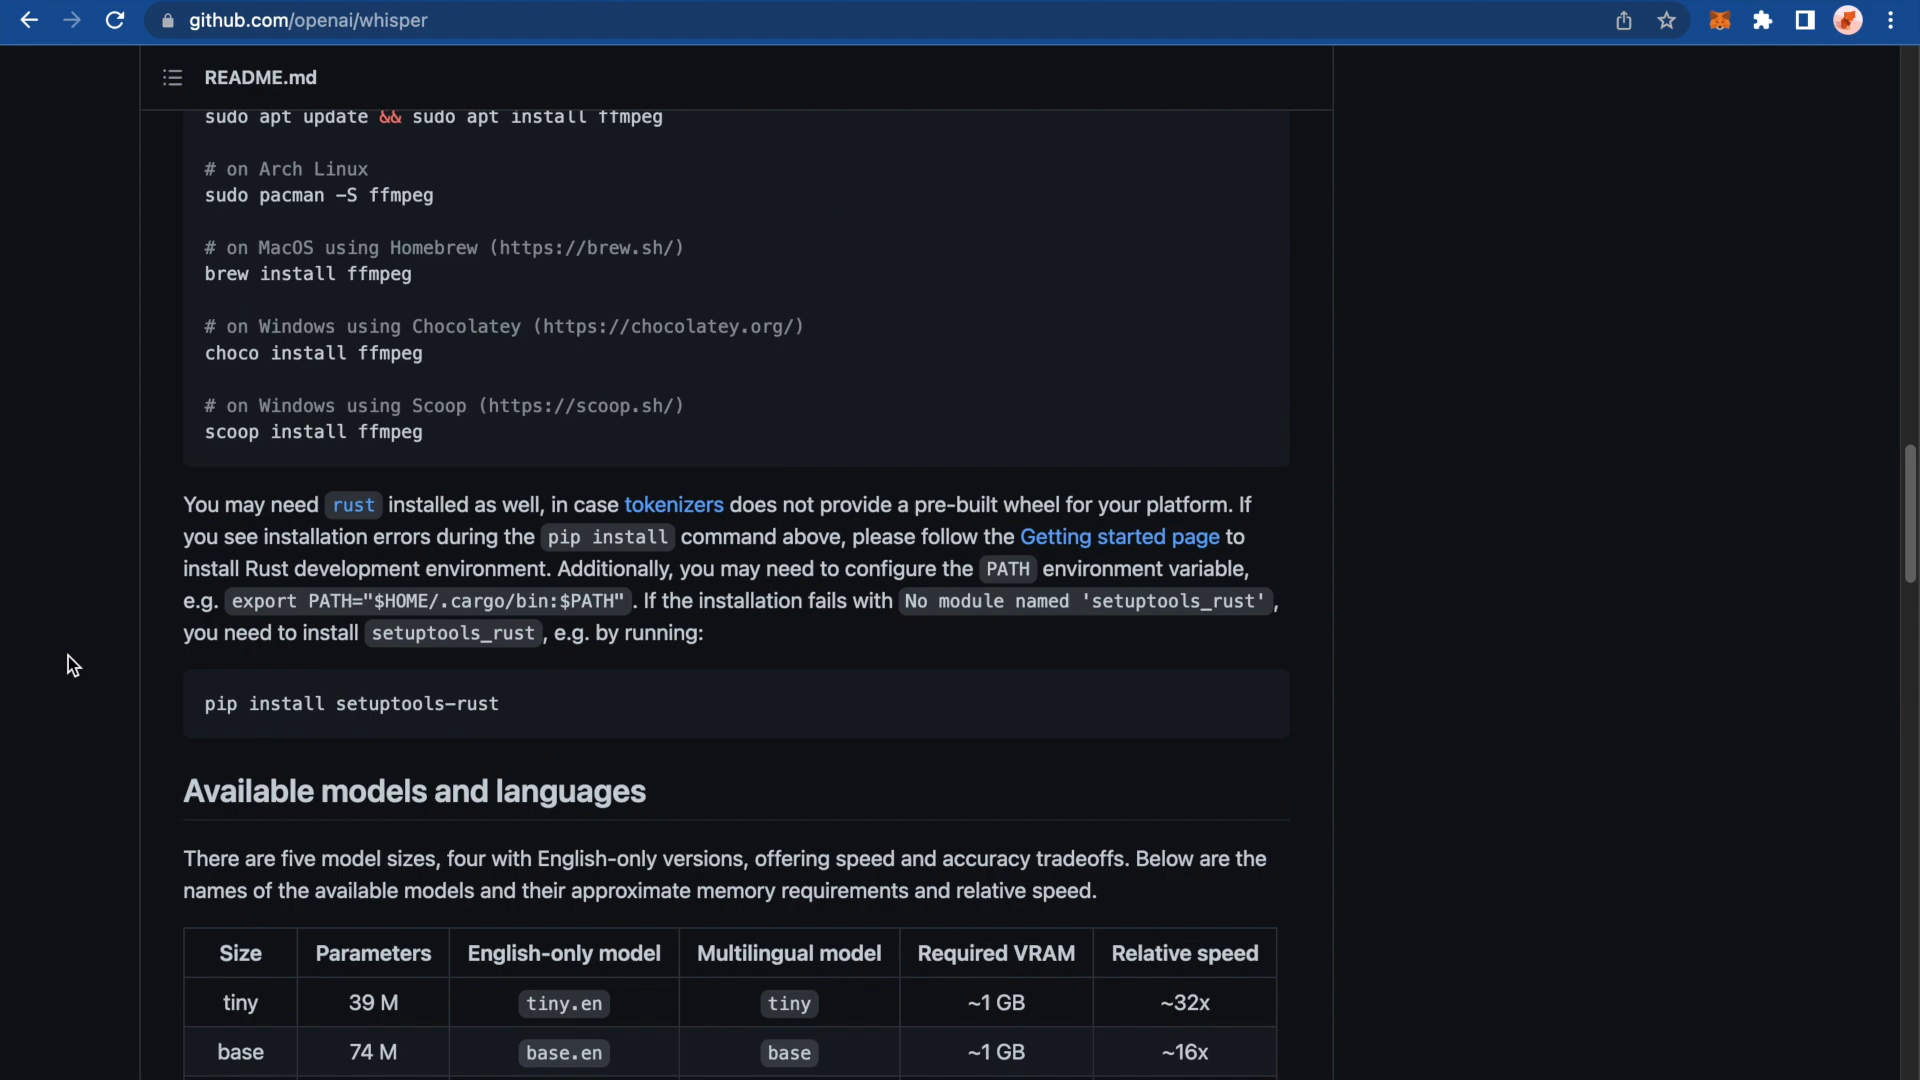 github.com/openai/whisper
README.md
sudo apt update && sudo apt install ffmpeg
# on Arch Linux
sudo pacman -S ffmpeg
# on MacOS using Homebrew (https://brew.sh/)
brew install ffmpeg
# on Windows using Chocolatey (https://chocolatey.org/)
choco install ffmpeg
# on Windows using Scoop (https://scoop.sh/)
scoop install ffmpeg
You may need rust installed as well, in case tokenizers does not provide a pre-built wheel for your platform. If
you see installation errors during the pip install command above, please follow the Getting started page to
install Rust development environment. Additionally, you may need to configure the PATH environment variable,
e.g. export PATH="$HOME/.cargo/bin:$PATH" . If the installation fails with No module named 'setuptools_rust' ,
you need to install setuptools_rust , e.g. by running:
pip install setuptools-rust
Available models and languages
There are five model sizes, four with English-only versions, offering speed and accuracy tradeoffs. Below are the
names of the available models and their approximate memory requirements and relative speed.
Size Parameters English-only model Multilingual model Required VRAM Relative speed
tiny 39 M tiny.en tiny ~1 GB ~32x
base 74 M base.en base ~1 GB ~16x